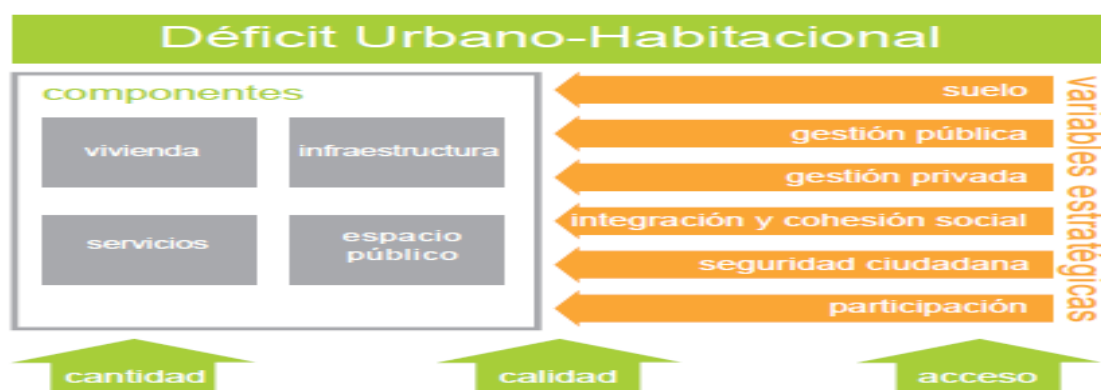 Déficit Urbano-Habitacional
componentes
vivienda
infraestructura
servicios
espacio
público
suelo
gestión pública
gestión privada
integración y cohesión social
seguridad ciudadana
participación
variables estratégicas
cantidad
calidad
acceso